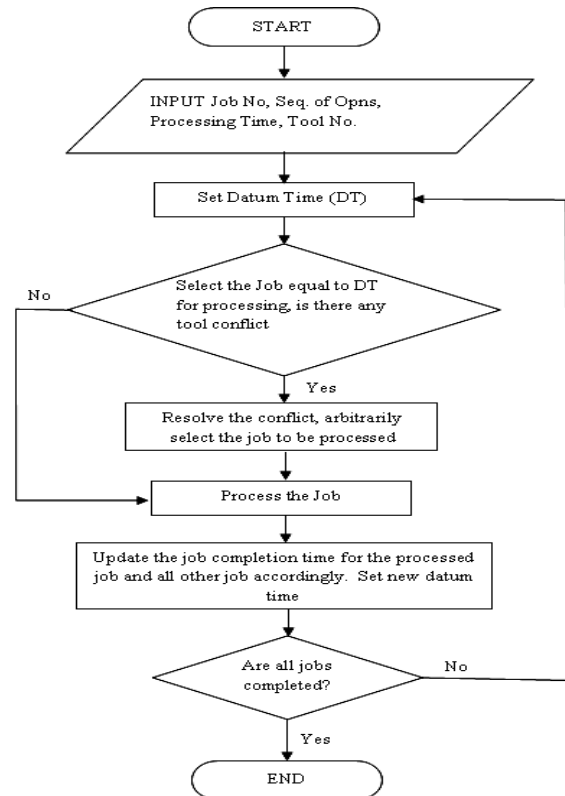 START
INPUT Job No, Seq. of Opns,
Processing Time, Tool No.
Set Datum Time (DT)
Select the Job equal to DT
for processing, is there any
tool conflict
No
Yes
Resolve the conflict, arbitrarily
select the job to be processed
Process the Job
Update the job completion time for the processed
job and all other job accordingly. Set new datum
time
Are all jobs
completed?
No
Yes
END